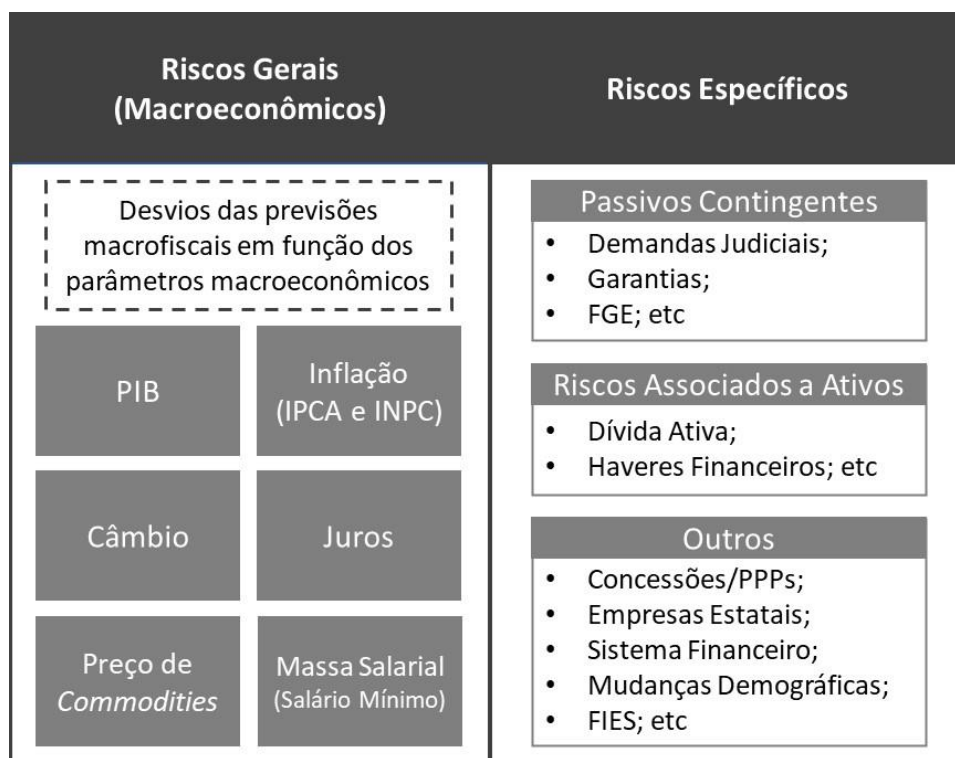 Riscos Gerais
(Macroeconômicos)
Desvios das previsões
macrofiscais em função dos
parâmetros macroeconômicos
PIB
Inflação
(IPCA e INPC)
Câmbio
Juros
Preço de
Commodities
Massa Salarial
(Salário Mínimo)
Riscos Específicos
Passivos Contingentes
• Demandas Judiciais;
• Garantias;
• FGE; etc
Riscos Associados a Ativos
• Dívida Ativa;
• Haveres Financeiros; etc
Outros
• Concessões/PPPs;
• Empresas Estatais;
• Sistema Financeiro;
• Mudanças Demográficas;
• FIES; etc